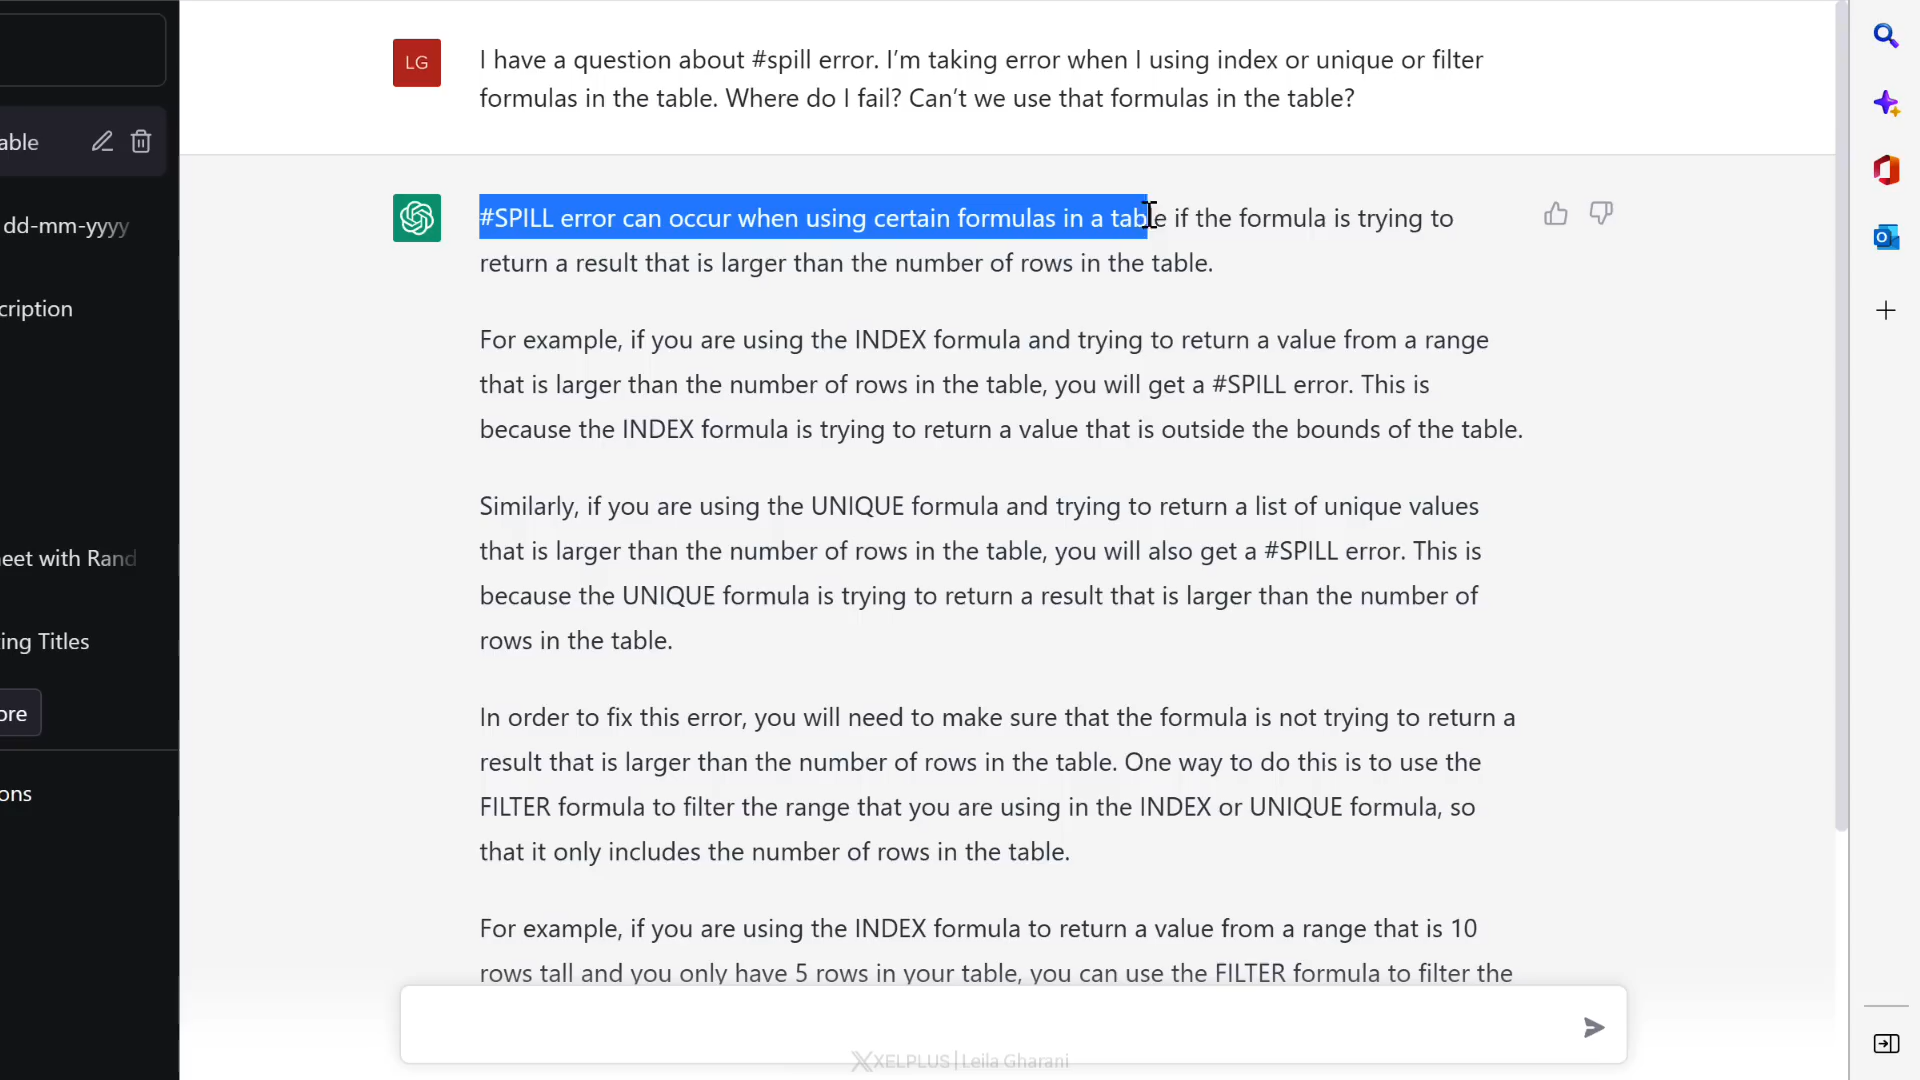 LG
I have a question about #spill error. I’m taking error when I using index or unique or filter
formulas in the table. Where do I fail? Can’t we use that formulas in the table?
able
dd-mm-yyyy
cription
eet with Rand
ing Titles
ore
ons
#SPILL error can occur when using certain formulas in a table if the formula is trying to
return a result that is larger than the number of rows in the table.
For example, if you are using the INDEX formula and trying to return a value from a range
that is larger than the number of rows in the table, you will get a #SPILL error. This is
because the INDEX formula is trying to return a value that is outside the bounds of the table.
Similarly, if you are using the UNIQUE formula and trying to return a list of unique values
that is larger than the number of rows in the table, you will also get a #SPILL error. This is
because the UNIQUE formula is trying to return a result that is larger than the number of
rows in the table.
In order to fix this error, you will need to make sure that the formula is not trying to return a
result that is larger than the number of rows in the table. One way to do this is to use the
FILTER formula to filter the range that you are using in the INDEX or UNIQUE formula, so
that it only includes the number of rows in the table.
For example, if you are using the INDEX formula to return a value from a range that is 10
rows tall and you only have 5 rows in your table, you can use the FILTER formula to filter the
XELPLUS | Leila Gharani